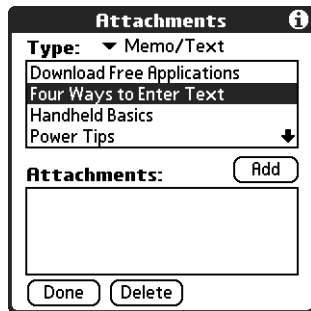 Attachments
Type: Memo/Text
Download Free Applications
Four Ways to Enter Text
Handheld Basics
Power Tips
Attachments: Add
Done Delete